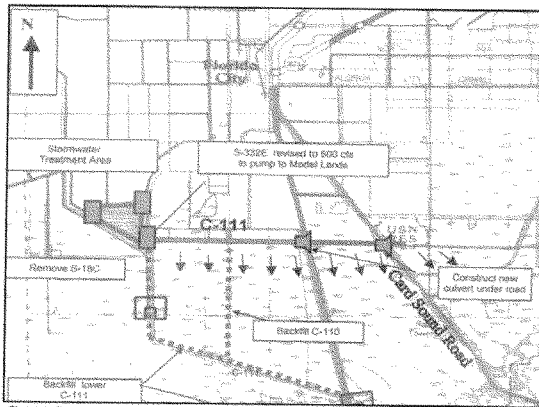 N
Florida
City
Stormwater
Treatment Area
S-332E revised to 500 cfs
to pump to Model Lands
C-111
Remove S-18C
Construct new
culvert under road
Card Sound Road
Backfill C-110
Backfill lower
C-111